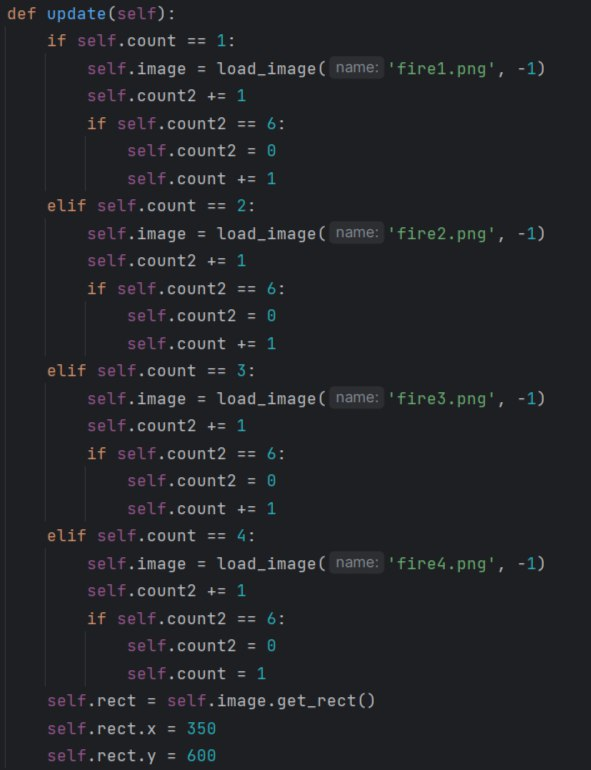 def update(self):
    if self.count == 1:
        self.image = load_image( name: 'fire1.png', -1)
        self.count2 += 1
        if self.count2 == 6:
            self.count2 = 0
            self.count += 1
    elif self.count == 2:
        self.image = load_image( name: 'fire2.png', -1)
        self.count2 += 1
        if self.count2 == 6:
            self.count2 = 0
            self.count += 1
    elif self.count == 3:
        self.image = load_image( name: 'fire3.png', -1)
        self.count2 += 1
        if self.count2 == 6:
            self.count2 = 0
            self.count += 1
    elif self.count == 4:
        self.image = load_image( name: 'fire4.png', -1)
        self.count2 += 1
        if self.count2 == 6:
            self.count2 = 0
            self.count = 1
    self.rect = self.image.get_rect()
    self.rect.x = 350
    self.rect.y = 600